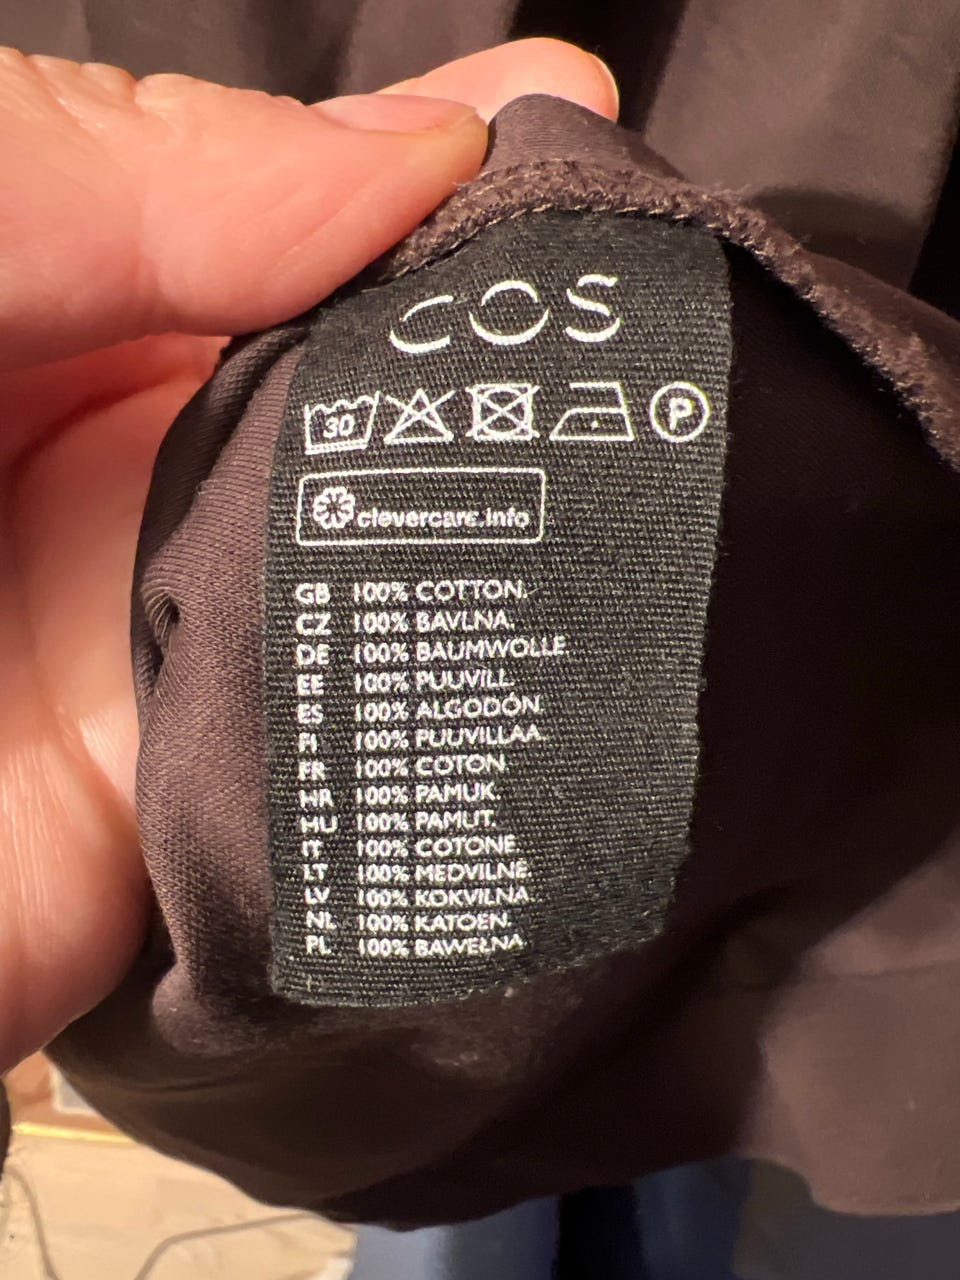 COS
30 P
clevercare.info
GB 100% COTTON.
CZ 100% BAVLNA.
DE 100% BAUMWOLLE
EE 100% PUUVILL.
ES 100% ALGODÓN.
FI 100% PUUVILLAA.
FR 100% COTON
HR 100% PAMUK.
HU 100% PAMUT.
IT 100% COTONE.
LT 100% MEDVILNĖ.
LV 100% KOKVILNA.
NL 100% KATOEN.
PL 100% BAWEŁNA